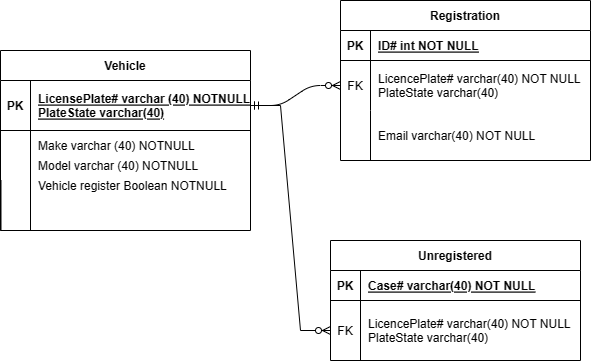 Registration
PK ID# int NOT NULL
FK LicencePlate# varchar(40) NOT NULL
PlateState varchar(40)
Email varchar(40) NOT NULL
Vehicle
PK LicensePlate# varchar (40) NOTNULL
PlateState varchar(40)
Make varchar (40) NOTNULL
Model varchar (40) NOTNULL
Vehicle register Boolean NOTNULL
Unregistered
PK Case# varchar(40) NOT NULL
FK LicencePlate# varchar(40) NOT NULL
PlateState varchar(40)